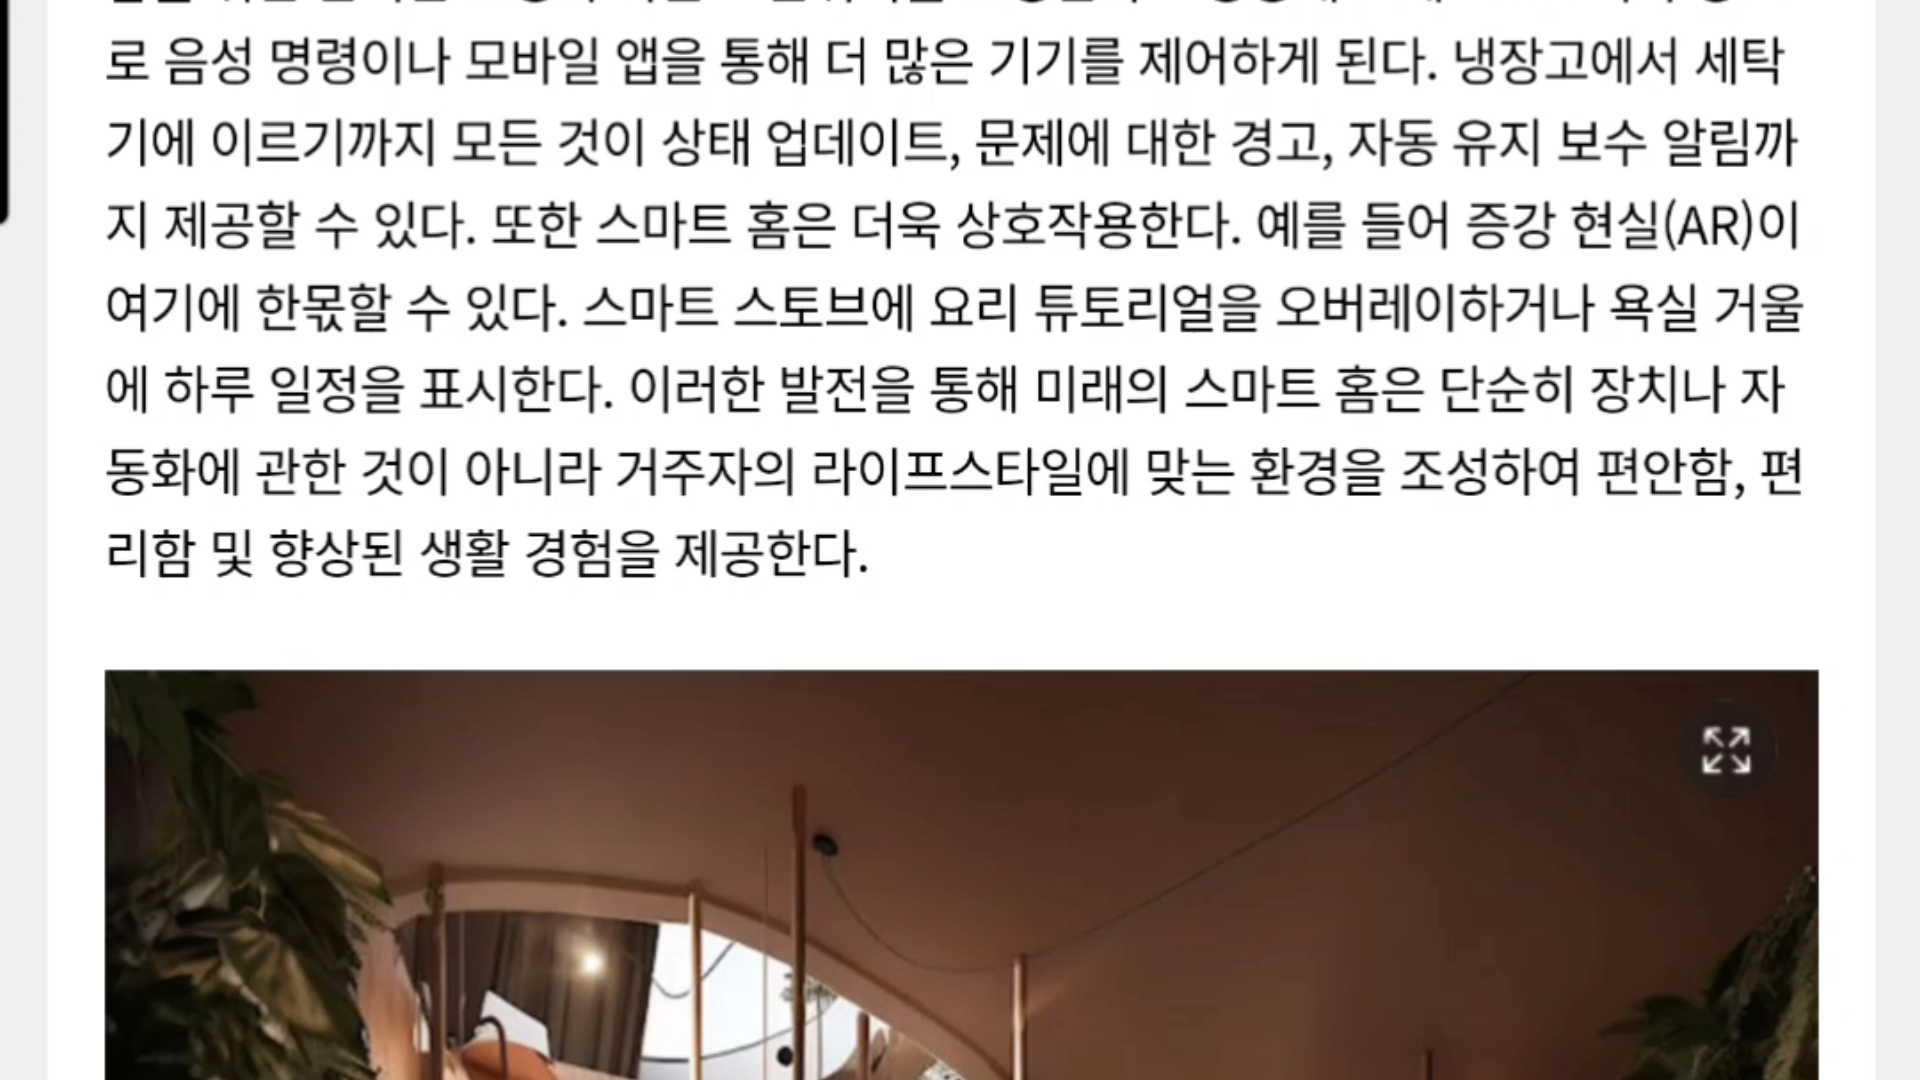 로 음성 명령이나 모바일 앱을 통해 더 많은 기기를 제어하게 된다. 냉장고에서 세탁
기에 이르기까지 모든 것이 상태 업데이트, 문제에 대한 경고, 자동 유지 보수 알림까
지 제공할 수 있다. 또한 스마트 홈은 더욱 상호작용한다. 예를 들어 증강 현실(AR)이
여기에 한몫할 수 있다. 스마트 스토브에 요리 튜토리얼을 오버레이하거나 욕실 거울
에 하루 일정을 표시한다. 이러한 발전을 통해 미래의 스마트 홈은 단순히 장치나 자
동화에 관한 것이 아니라 거주자의 라이프스타일에 맞는 환경을 조성하여 편안함, 편
리함 및 향상된 생활 경험을 제공한다.